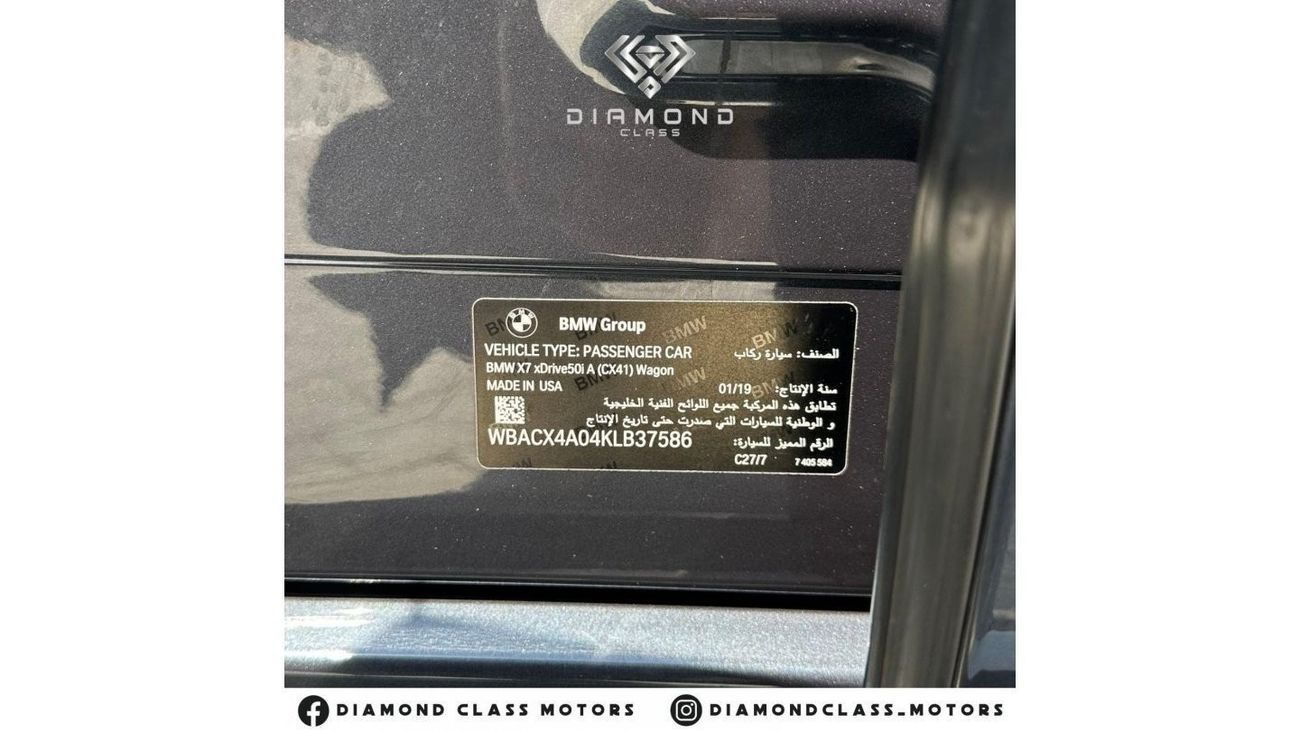 DIAMOND
CLASS
BMW Group
VEHICLE TYPE: PASSENGER CAR الصنف: سيارة ركاب
BMW X7 xDrive50i A (CX41) Wagon
MADE IN USA سنة الإنتاج: 01/19
تطابق هذه المركبة جميع اللوائح الفنية الخليجية
و الوطنية للسيارات التي صدرت حتى تاريخ الإنتاج
WBACX4A04KLB37586 الرقم المميز للسيارة:
C27/7 7 405 584
DIAMOND CLASS MOTORS DIAMONDCLASS_MOTORS